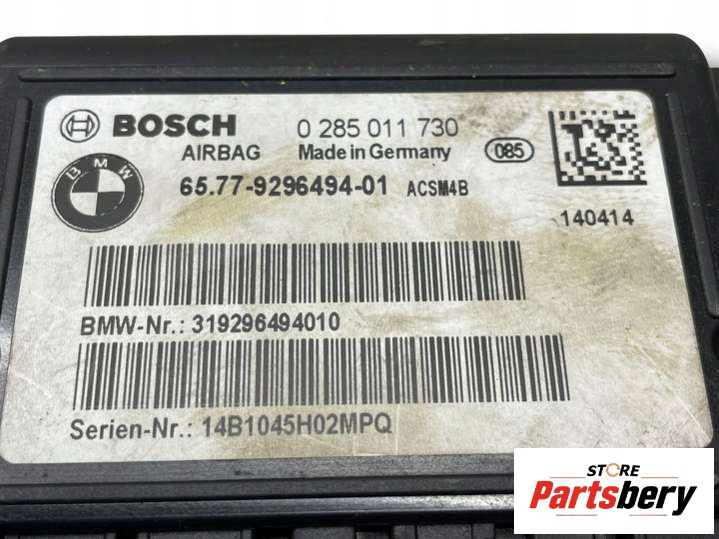 BOSCH 0 285 011 730
AIRBAG Made in Germany 085
BMW 65.77-9296494-01 ACSM4B
140414
BMW-Nr.: 319296494010
Serien-Nr.: 14B1045H02MPQ
STORE
Partsbery